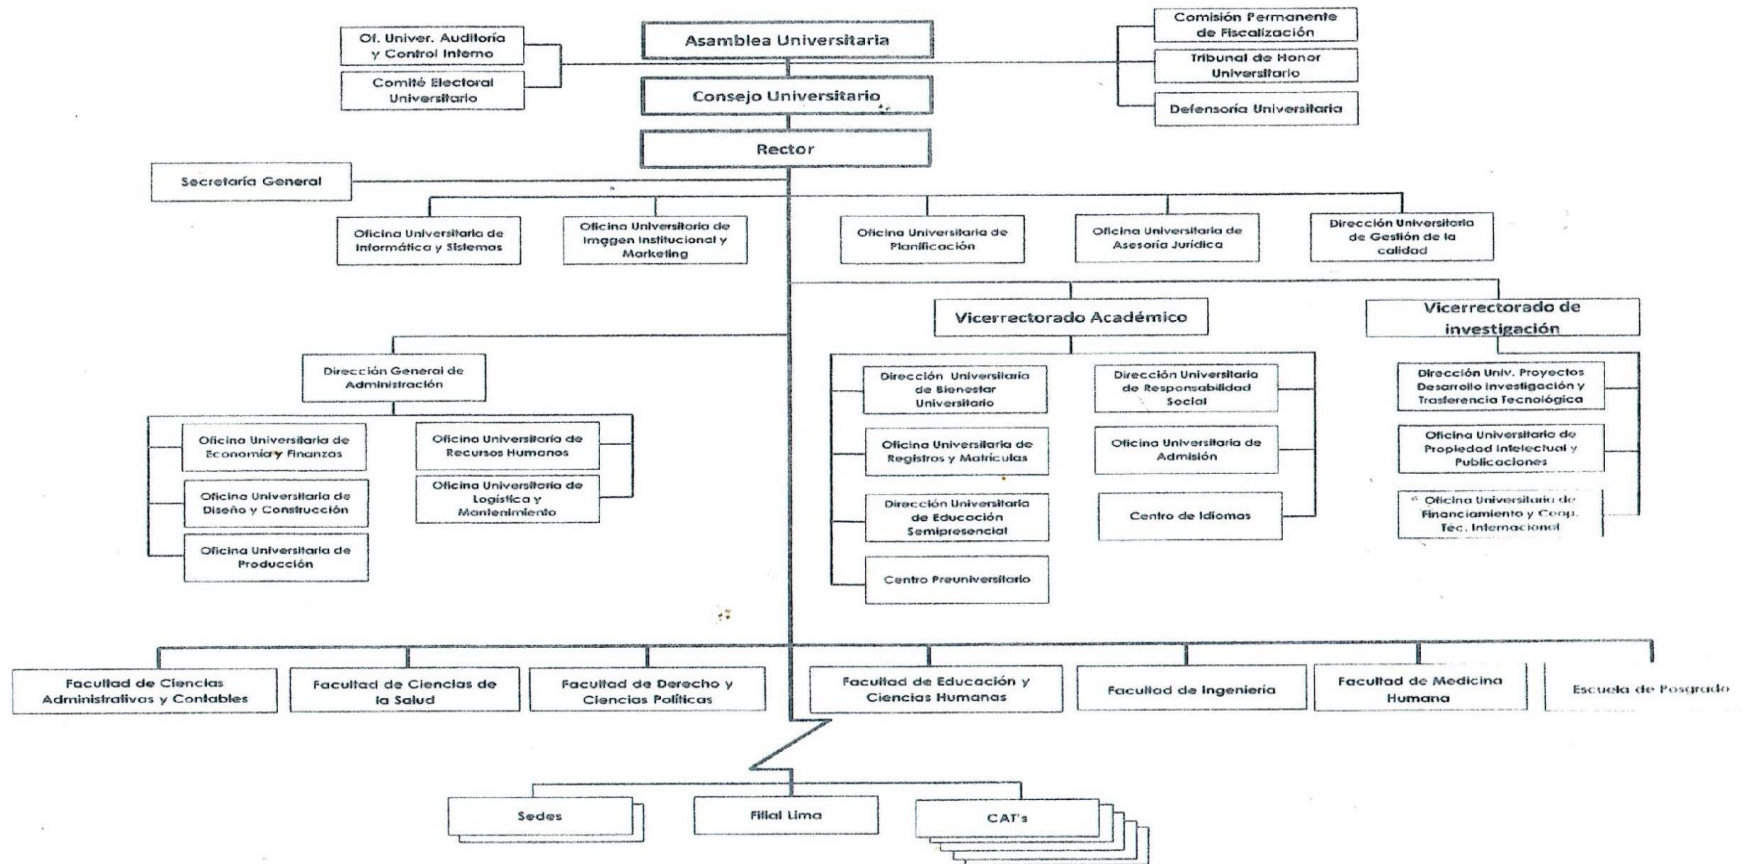 Of. Univer. Auditoría
y Control Interno
Comité Electoral
Universitario
Asamblea Universitaria
Consejo Universitario
Rector
Comisión Permanente
de Fiscalización
Tribunal de Honor
Universitario
Defensoría Universitaria
Secretaría General
Oficina Universitaria de
Informática y Sistemas
Oficina Universitaria de
Imagen Institucional y
Marketing
Oficina Universitaria de
Planificación
Oficina Universitaria de
Asesoría Jurídica
Dirección Universitaria
de Gestión de la
calidad
Vicerrectorado Académico
Vicerrectorado de
investigación
Dirección General de
Administración
Oficina Universitaria de
Economía y Finanzas
Oficina Universitaria de
Diseño y Construcción
Oficina Universitaria de
Producción
Oficina Universitaria de
Recursos Humanos
Oficina Universitaria de
Logística y
Mantenimiento
Dirección Universitaria
de Bienestar
Universitario
Oficina Universitaria de
Registros y Matrículas
Dirección Universitaria
de Educación
Semipresencial
Centro Preuniversitario
Dirección Universitaria
de Responsabilidad
Social
Oficina Universitaria de
Admisión
Centro de Idiomas
Dirección Univ. Proyectos
Desarrollo Investigación y
Trasferencia Tecnológica
Oficina Universitaria de
Propiedad Intelectual y
Publicaciones
Oficina Universitaria de
Financiamiento y Coop.
Tec. Internacional
Facultad de Ciencias
Administrativas y Contables
Facultad de Ciencias de
la Salud
Facultad de Derecho y
Ciencias Políticas
Facultad de Educación y
Ciencias Humanas
Facultad de Ingeniería
Facultad de Medicina
Humana
Escuela de Posgrado
Sedes
Filial Lima
CAT's